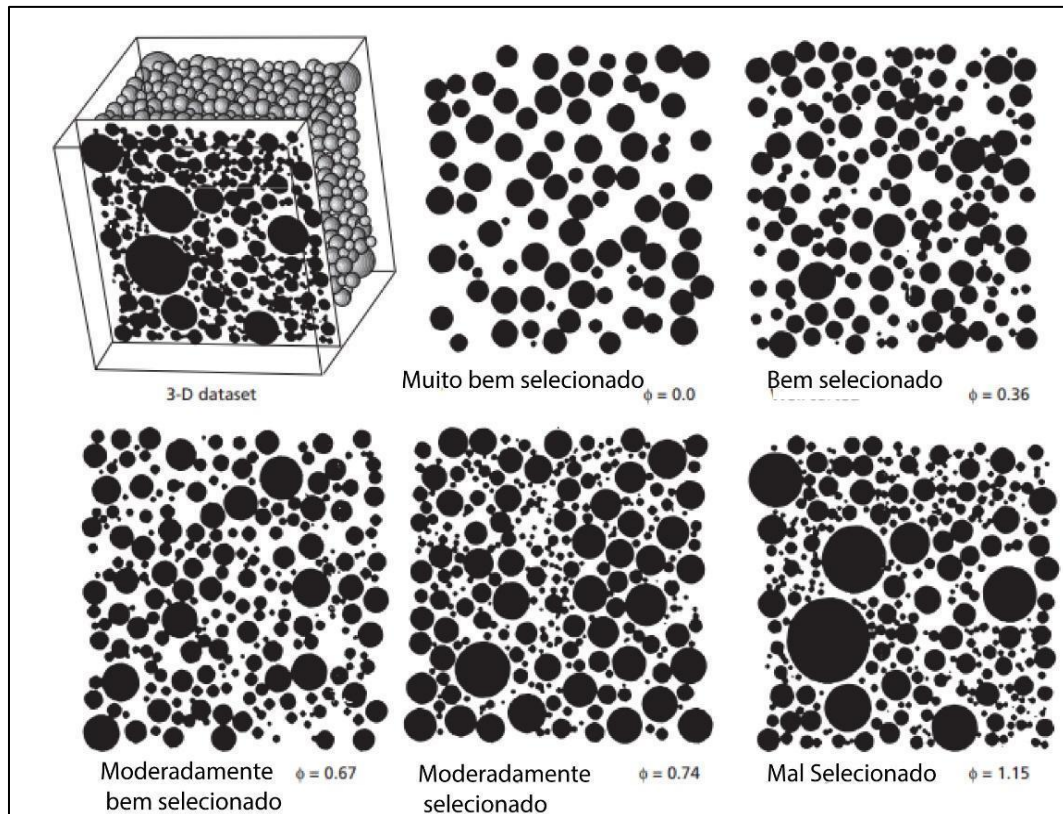 3-D dataset
Muito bem selecionado
ϕ = 0.0
Bem selecionado
ϕ = 0.36
Moderadamente
bem selecionado
ϕ = 0.67
Moderadamente
selecionado
ϕ = 0.74
Mal Selecionado
ϕ = 1.15